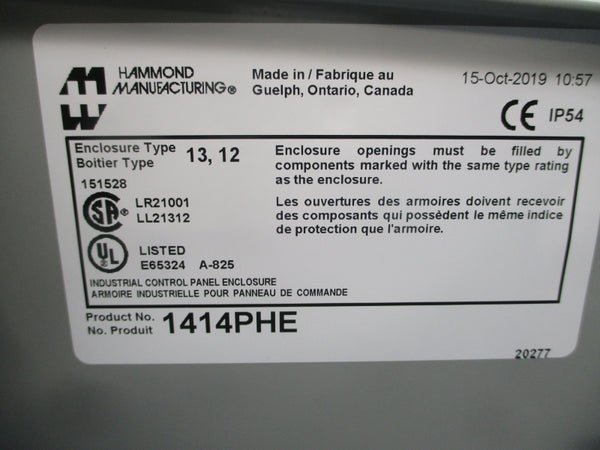 HAMMOND
MANUFACTURING®
Made in / Fabrique au
Guelph, Ontario, Canada
15-Oct-2019 10:57
CE IP54
Enclosure Type
Boitier Type
13, 12
151528
SA® LR21001
LL21312
UL LISTED
E65324 A-825
INDUSTRIAL CONTROL PANEL ENCLOSURE
ARMOIRE INDUSTRIELLE POUR PANNEAU DE COMMANDE
Enclosure openings must be filled by
components marked with the same type rating
as the enclosure.
Les ouvertures des armoires doivent recevoir
des composants qui possèdent le même indice
de protection que l'armoire.
Product No.
No. Produit
1414PHE
20277